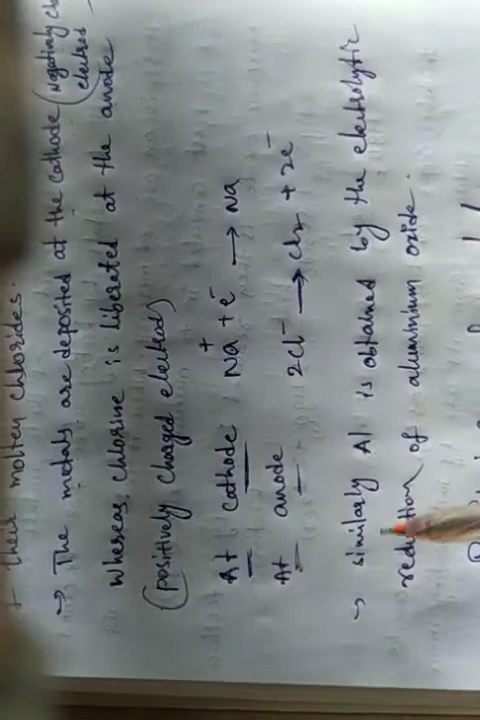 their molten chlorides.
→ The metals are deposited at the cathode (Negatively
whereas chlorine is liberated at the anode
(positively charged electrode)
At cathode Na⁺ + e⁻ → Na
At anode 2Cl⁻ → Cl₂ + 2e⁻
→ similarly Al is obtained by the electrolytic
reduction of aluminium oxide.